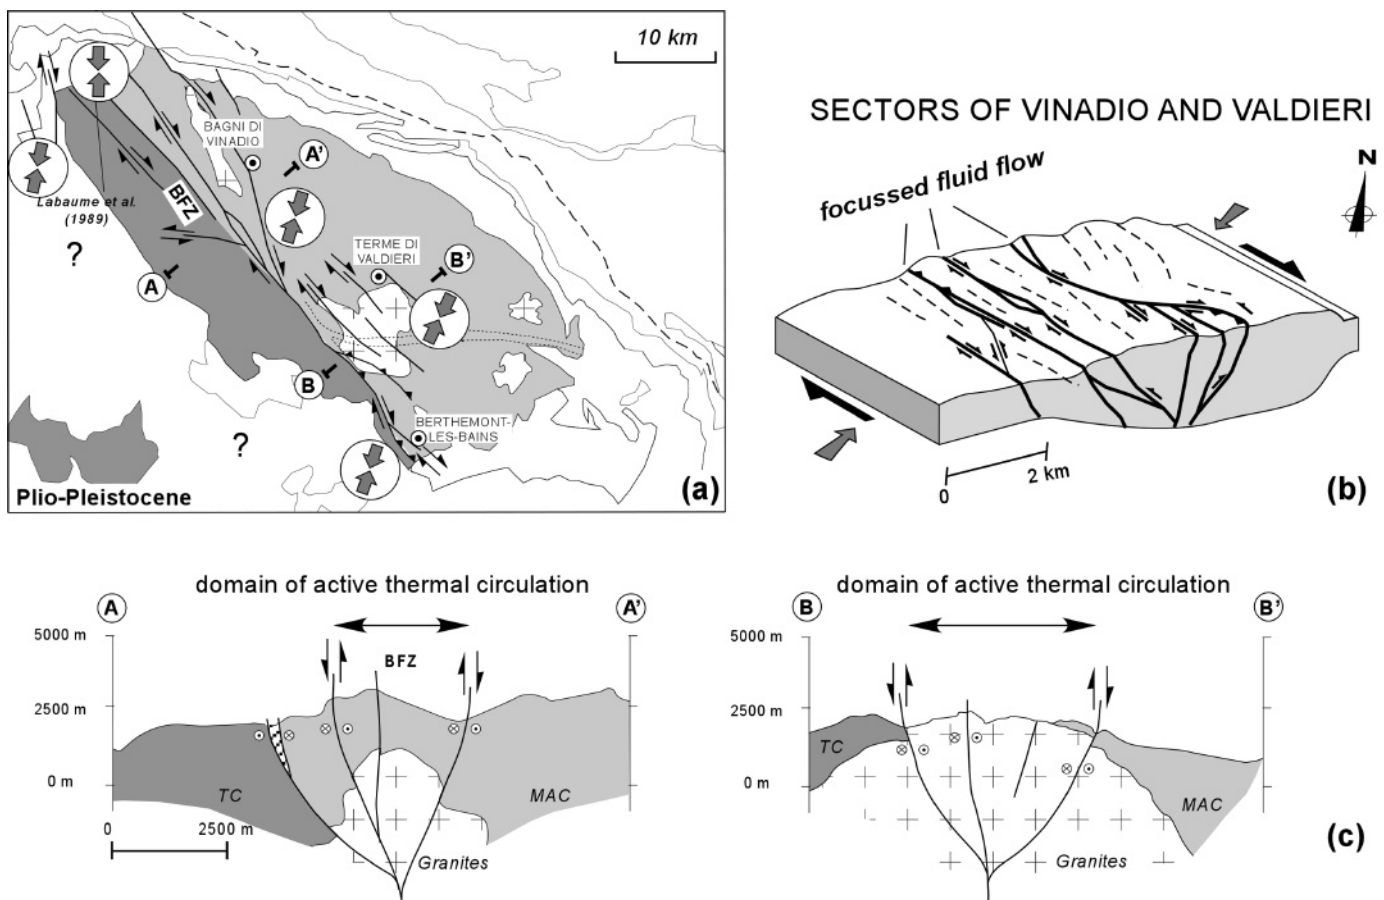 10 km
BAGNI DI
VINADIO
A'
BFZ
Labaume et al.
(1989)
?
TERME DI
VALDIERI
B'
A
B
?
BERTHEMONT-
LES-BAINS
Plio-Pleistocene
(a)
SECTORS OF VINADIO AND VALDIERI
N
focussed fluid flow
0
2 km
(b)
domain of active thermal circulation
A
A'
5000 m
BFZ
2500 m
0 m
TC
MAC
0
2500 m
Granites
domain of active thermal circulation
B
B'
5000 m
2500 m
TC
0 m
MAC
Granites
(c)